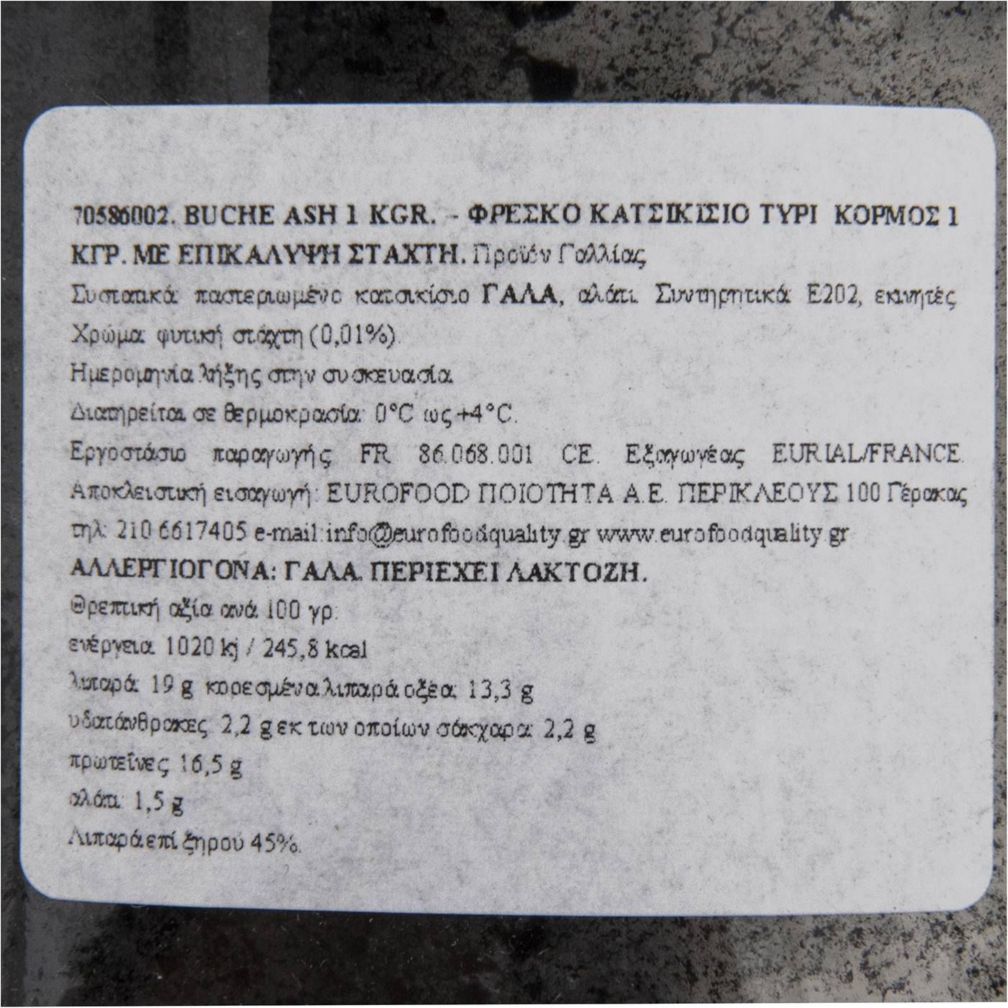 70586002. BUCHE ASH 1 KGR. - ΦΡΕΣΚΟ ΚΑΤΣΙΚΙΣΙΟ ΤΥΡΙ ΚΟΡΜΟΣ 1
ΚΓΡ. ΜΕ ΕΠΙΚΑΛΥΨΗ ΣΤΑΧΤΗ. Προϊόν Γαλλίας
Συστατικά: παστεριωμένο κατσικίσιο ΓΑΛΑ, αλάτι. Συντηρητικά: Ε202, εκινητές
Χρώμα: φυτική στάχτη (0,01%).
Ημερομηνία λήξης στην συσκευασία.
Διατηρείται σε θερμοκρασία: 0°C ως +4°C.
Εργοστάσιο παραγωγής FR 86.068.001 CE. Εξαγωγέας EURIAL/FRANCE.
Αποκλειστική εισαγωγή: EUROFOOD ΠΟΙΟΤΗΤΑ Α.Ε. ΠΕΡΙΚΛΕΟΥΣ 100 Γέρακας
τηλ: 210 6617405 e-mail:info@eurofoodquality.gr www.eurofoodquality.gr
ΑΛΛΕΡΓΙΟΓΟΝΑ: ΓΑΛΑ. ΠΕΡΙΕΧΕΙ ΛΑΚΤΟΖΗ.
Θρεπτική αξία ανά 100 γρ:
ενέργεια: 1020 kj / 245,8 kcal
λιπαρά: 19 g κορεσμένα λιπαρά οξέα: 13,3 g
υδατάνθρακες: 2,2 g εκ των οποίων σάκχαρα: 2,2 g
πρωτεΐνες: 16,5 g
αλάτι: 1,5 g
Λιπαρά επί ξηρού 45%.